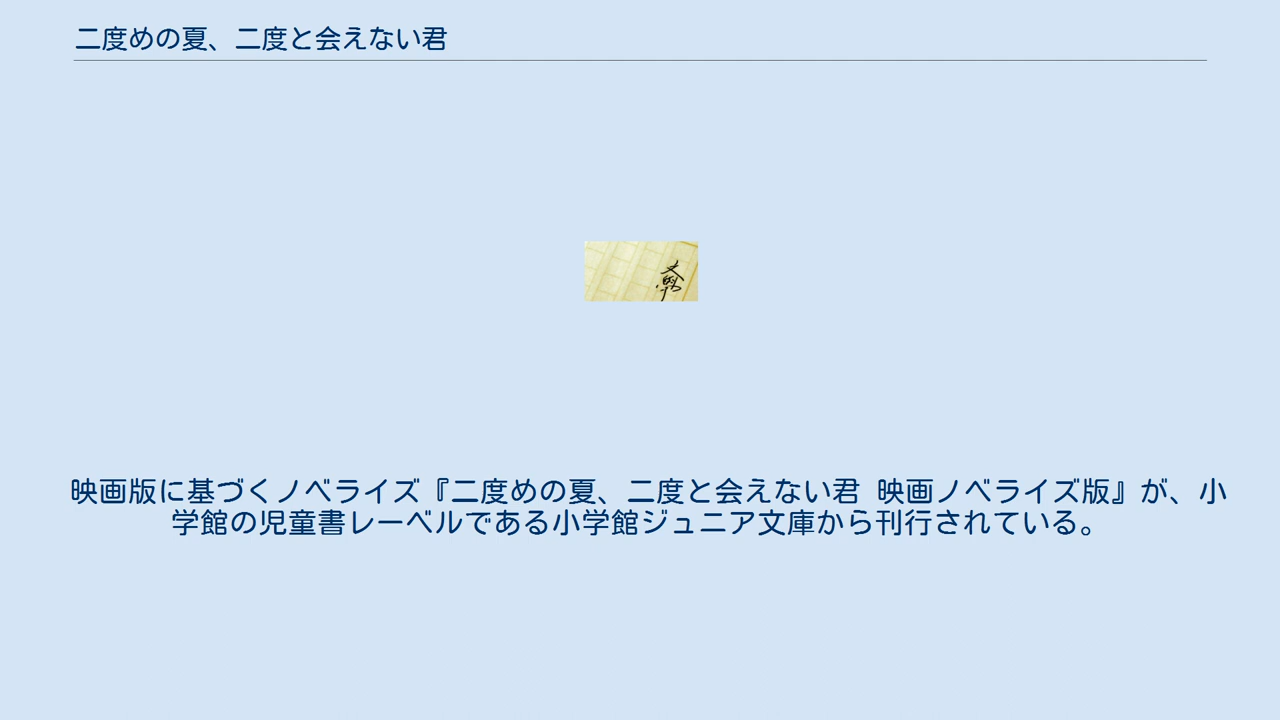 二度めの夏、二度と会えない君
映画版に基づくノベライズ『二度めの夏、二度と会えない君 映画ノベライズ版』が、小
学館の児童書レーベルである小学館ジュニア文庫から刊行されている。